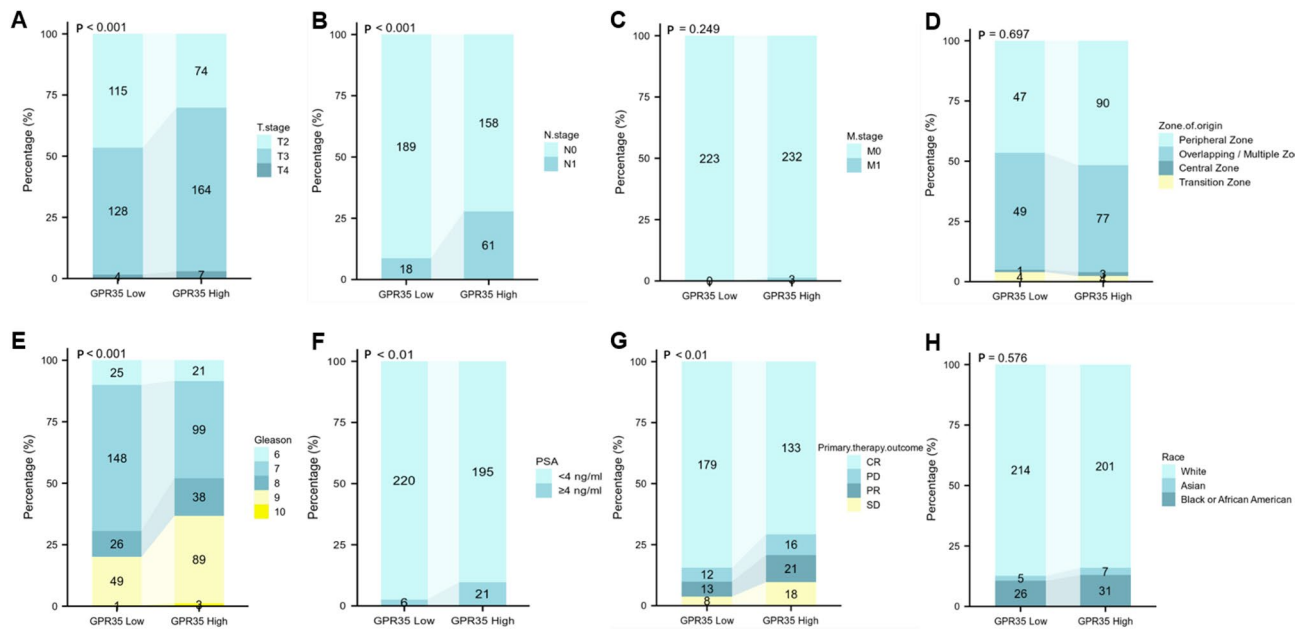 A
P < 0.001
Percentage (%)
100
75
50
25
0
115
74
128
164
4
7
GPR35 Low
GPR35 High
T.stage
T2
T3
T4
B
P < 0.001
Percentage (%)
100
75
50
25
0
189
158
18
61
GPR35 Low
GPR35 High
N.stage
N0
N1
C
P = 0.249
Percentage (%)
100
75
50
25
0
223
232
0
3
GPR35 Low
GPR35 High
M.stage
M0
M1
D
P = 0.697
Percentage (%)
100
75
50
25
0
47
90
49
77
1
3
4
4
GPR35 Low
GPR35 High
Zone.of.origin
Peripheral Zone
Overlapping / Multiple Zo
Central Zone
Transition Zone
E
P < 0.001
Percentage (%)
100
75
50
25
0
25
21
148
99
26
38
49
89
1
3
GPR35 Low
GPR35 High
Gleason
6
7
8
9
10
F
P < 0.01
Percentage (%)
100
75
50
25
0
220
195
6
21
GPR35 Low
GPR35 High
PSA
<4 ng/ml
≥4 ng/ml
G
P < 0.01
Percentage (%)
100
75
50
25
0
179
133
12
16
13
21
8
18
GPR35 Low
GPR35 High
Primary.therapy.outcome
CR
PD
PR
SD
H
P = 0.576
Percentage (%)
100
75
50
25
0
214
201
5
7
26
31
GPR35 Low
GPR35 High
Race
White
Asian
Black or African American